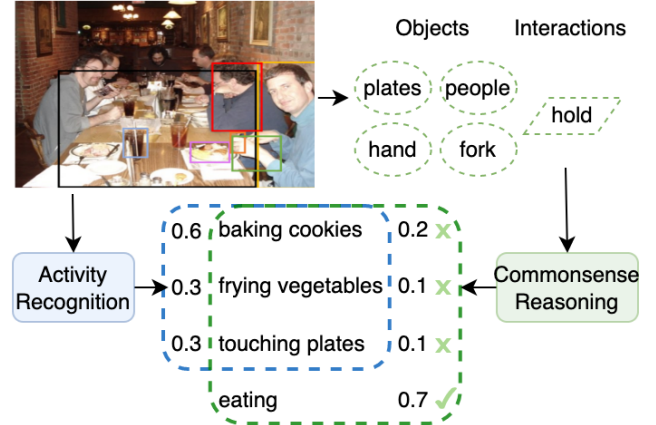 Objects Interactions
plates people
hold
hand fork
0.6 baking cookies 0.2 x
Activity
Recognition
0.3 frying vegetables 0.1 x
Commonsense
Reasoning
0.3 touching plates 0.1 x
eating 0.7 ✓